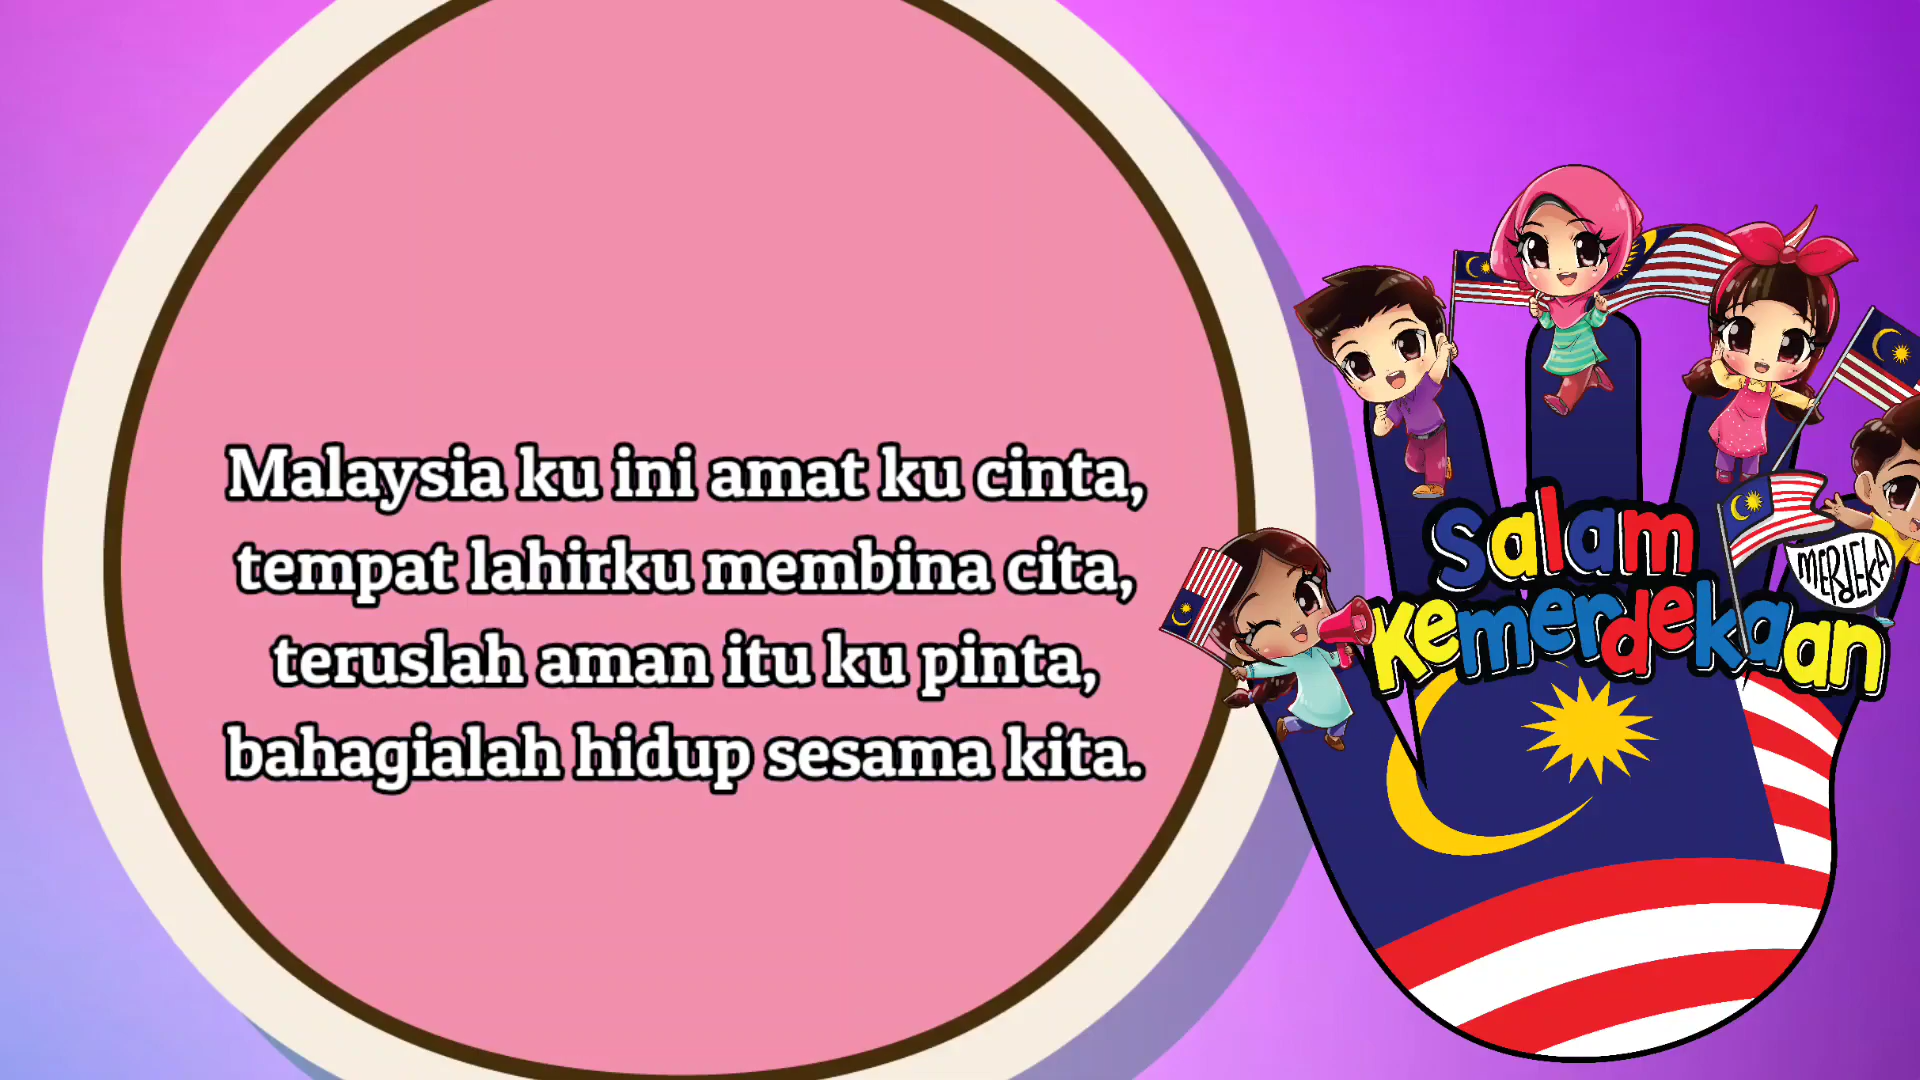 Malaysia ku ini amat ku cinta,
tempat lahirku membina cita,
teruslah aman itu ku pinta,
bahagialah hidup sesama kita.
Salam
Kemerdekaan
MERDEKA